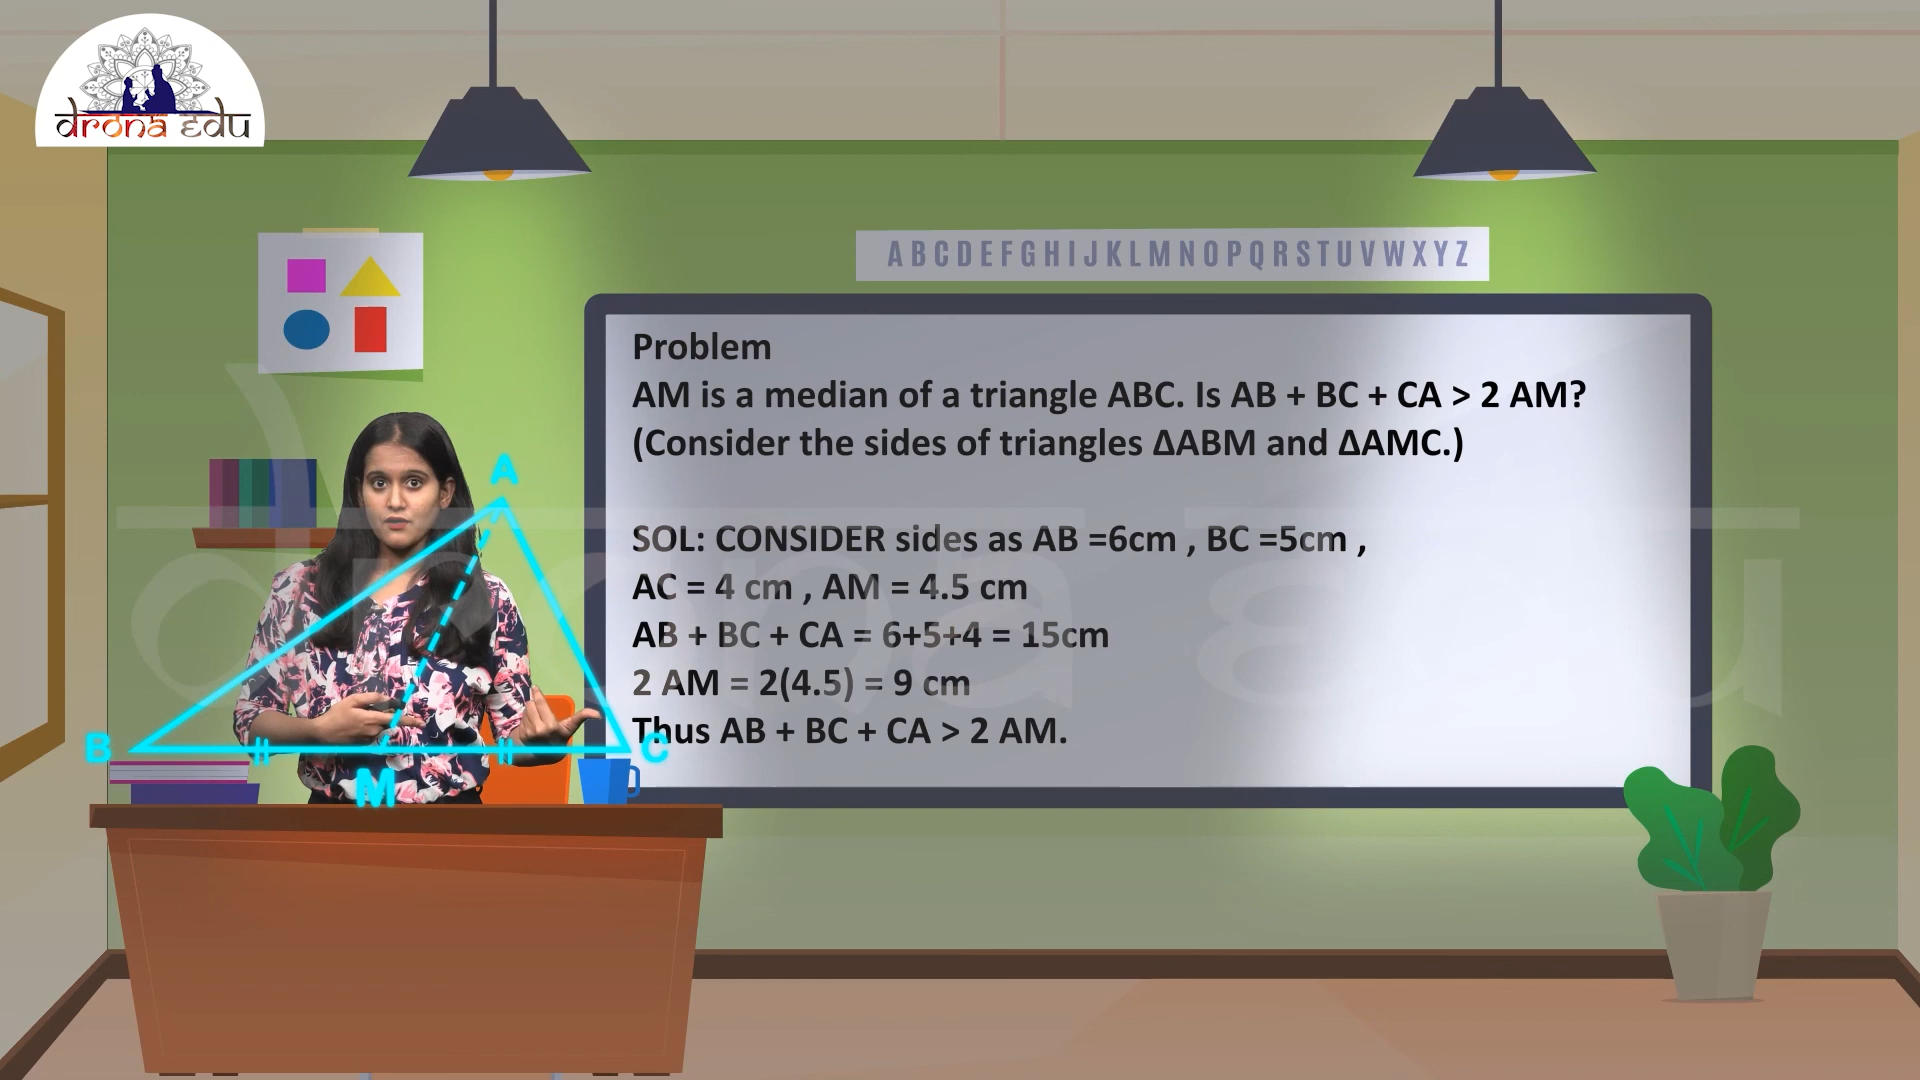 drona edu
ABCDEFGHIJKLMNOPQRSTUVWXYZ
Problem
AM is a median of a triangle ABC. Is AB + BC + CA > 2 AM?
(Consider the sides of triangles ΔABM and ΔAMC.)
SOL: CONSIDER sides as AB =6cm , BC =5cm ,
AC = 4 cm , AM = 4.5 cm
AB + BC + CA = 6+5+4 = 15cm
2 AM = 2(4.5) = 9 cm
Thus AB + BC + CA > 2 AM.
A
B
C
M
drona edu